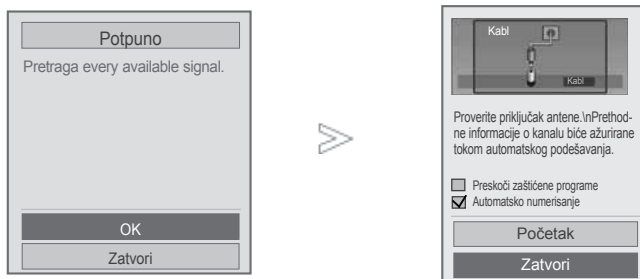 Potpuno
Pretraga every available signal.
OK
Zatvori
Kabl
Kabl
Proverite priključak antene.\nPrethod-
ne informacije o kanalu biće ažurirane
tokom automatskog podešavanja.
Preskoči zaštićene programe
Automatsko numerisanje
Početak
Zatvori